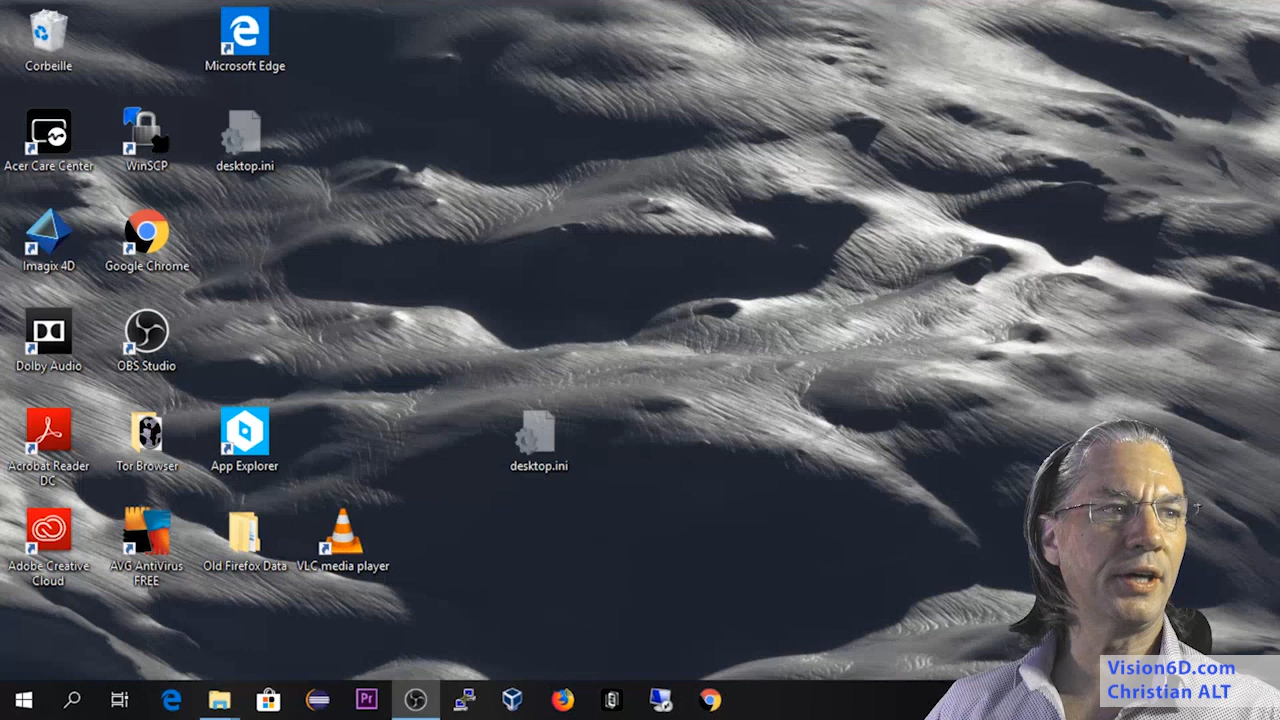 Corbeille
Microsoft Edge
Acer Care Center
WinSCP
desktop.ini
Imagix 4D
Google Chrome
Dolby Audio
OBS Studio
Acrobat Reader
DC
Tor Browser
App Explorer
desktop.ini
Adobe Creative
Cloud
AVG AntiVirus
FREE
Old Firefox Data
VLC media player
Pr
Vision6D.com
Christian ALT